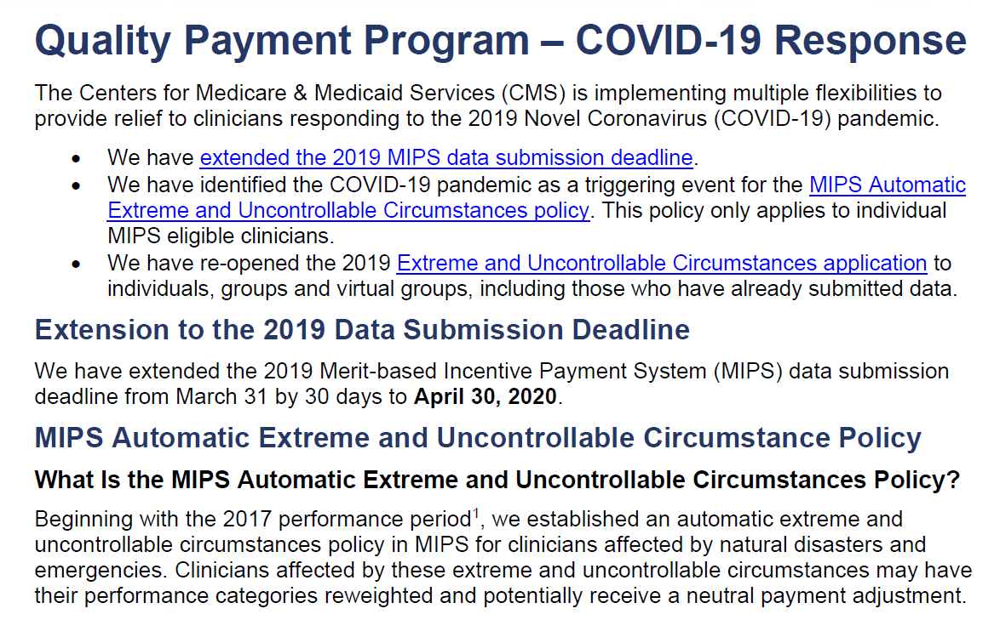 Quality Payment Program – COVID-19 Response
The Centers for Medicare & Medicaid Services (CMS) is implementing multiple flexibilities to
provide relief to clinicians responding to the 2019 Novel Coronavirus (COVID-19) pandemic.
• We have extended the 2019 MIPS data submission deadline.
• We have identified the COVID-19 pandemic as a triggering event for the MIPS Automatic
Extreme and Uncontrollable Circumstances policy. This policy only applies to individual
MIPS eligible clinicians.
• We have re-opened the 2019 Extreme and Uncontrollable Circumstances application to
individuals, groups and virtual groups, including those who have already submitted data.
Extension to the 2019 Data Submission Deadline
We have extended the 2019 Merit-based Incentive Payment System (MIPS) data submission
deadline from March 31 by 30 days to April 30, 2020.
MIPS Automatic Extreme and Uncontrollable Circumstance Policy
What Is the MIPS Automatic Extreme and Uncontrollable Circumstances Policy?
Beginning with the 2017 performance period¹, we established an automatic extreme and
uncontrollable circumstances policy in MIPS for clinicians affected by natural disasters and
emergencies. Clinicians affected by these extreme and uncontrollable circumstances may have
their performance categories reweighted and potentially receive a neutral payment adjustment.